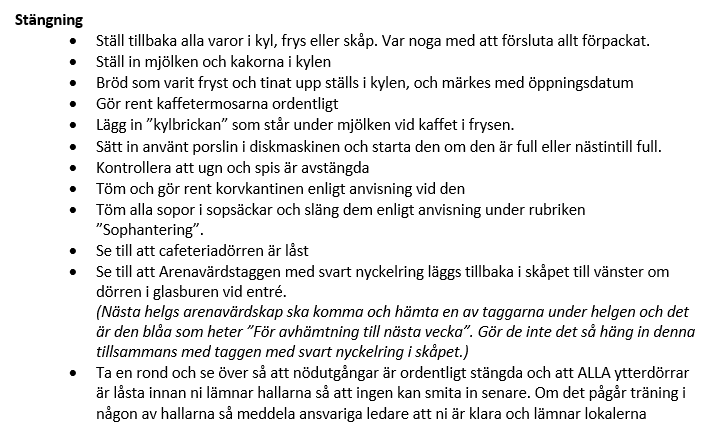 Stängning
• Ställ tillbaka alla varor i kyl, frys eller skåp. Var noga med att försluta allt förpackat.
• Ställ in mjölken och kakorna i kylen
• Bröd som varit fryst och tinat upp ställs i kylen, och märkes med öppningsdatum
• Gör rent kaffetermosarna ordentligt
• Lägg in ”kylbrickan” som står under mjölken vid kaffet i frysen.
• Sätt in använt porslin i diskmaskinen och starta den om den är full eller nästintill full.
• Kontrollera att ugn och spis är avstängda
• Töm och gör rent korvkantinen enligt anvisning vid den
• Töm alla sopor i sopsäckar och släng dem enligt anvisning under rubriken
”Sophantering”.
• Se till att cafeteriadörren är låst
• Se till att Arenavärdstaggen med svart nyckelring läggs tillbaka i skåpet till vänster om
dörren i glasburen vid entré.
(Nästa helgs arenavärdskap ska komma och hämta en av taggarna under helgen och det
är den blåa som heter ”För avhämtning till nästa vecka”. Gör de inte det så häng in denna
tillsammans med taggen med svart nyckelring i skåpet.)
• Ta en rond och se över så att nödutgångar är ordentligt stängda och att ALLA ytterdörrar
är låsta innan ni lämnar hallarna så att ingen kan smita in senare. Om det pågår träning i
någon av hallarna så meddela ansvariga ledare att ni är klara och lämnar lokalerna